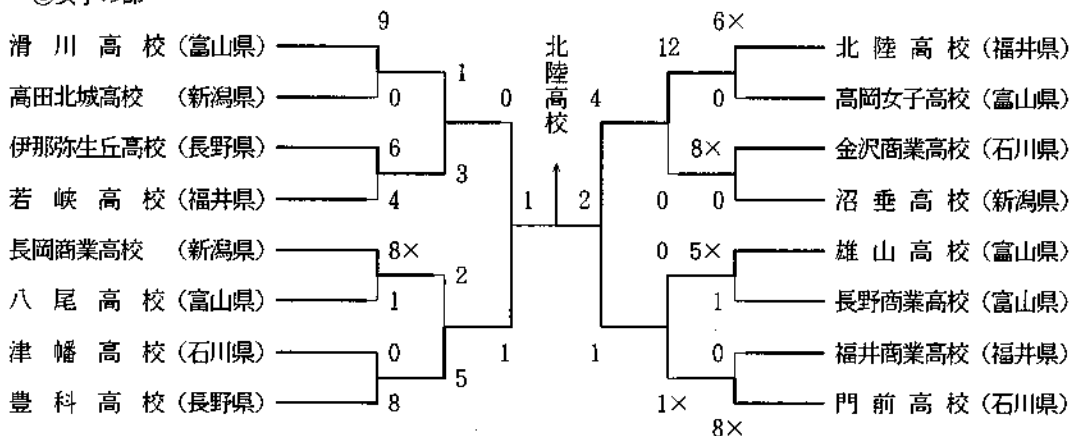 9 6×
滑川高校（富山県） 12 北陸高校（福井県）
北陸高校
1
高田北城高校（新潟県） 0 0 4 0 高岡女子高校（富山県）
伊那弥生丘高校（長野県） 6 8× 金沢商業高校（石川県）
3
若峡高校（福井県） 4 1 2 0 0 沼垂高校（新潟県）
長岡商業高校（新潟県） 8× 0 5× 雄山高校（富山県）
2
八尾高校（富山県） 1 1 長野商業高校（富山県）
津幡高校（石川県） 0 1 1 0 福井商業高校（福井県）
5
豊科高校（長野県） 8 1× 門前高校（石川県）
8×